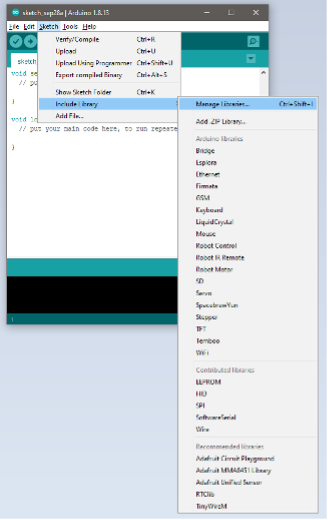 sketch_sep28a | Arduino 1.8.15
File Edit Sketch Tools Help
Verify/Compile Ctrl+R
Upload Ctrl+U
Upload Using Programmer Ctrl+Shift+U
Export compiled Binary Ctrl+Alt+S
Show Sketch Folder Ctrl+K
Include Library
Add File...
sketch
void se
// pu
}
void lo
// put your main code here, to run repeate
}
Manage Libraries... Ctrl+Shift+I
Add .ZIP Library...
Arduino libraries
Bridge
Esplora
Ethernet
Firmata
GSM
Keyboard
LiquidCrystal
Mouse
Robot Control
Robot IR Remote
Robot Motor
SD
Servo
SpacebrewYun
Stepper
TFT
Temboo
WiFi
Contributed libraries
EEPROM
HID
SPI
SoftwareSerial
Wire
Recommended libraries
Adafruit Circuit Playground
Adafruit MMA8451 Library
Adafruit Unified Sensor
RTClib
TinyWireM